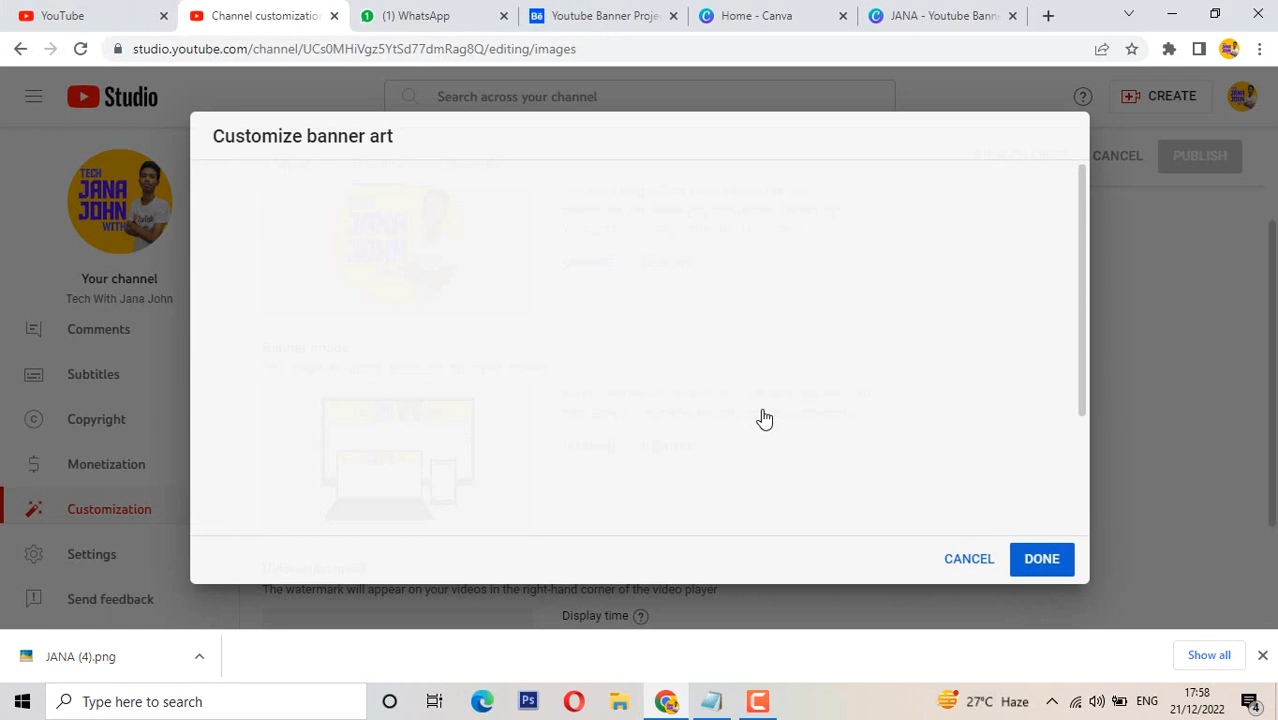 YouTube
Channel customization
(1) WhatsApp
Bē
Youtube Banner Proje
Home - Canva
JANA - Youtube Bann
studio.youtube.com/channel/UCs0MHiVgz5YtSd77dmRag8Q/editing/images
Studio
Search across your channel
CREATE
Customize banner art
CANCEL
PUBLISH
TECH
JANA
JOHN
WITH
Your channel
Tech With Jana John
Comments
Subtitles
Copyright
Monetization
Customization
Settings
Send feedback
CANCEL
DONE
The watermark will appear on your videos in the right-hand corner of the video player
Display time
JANA (4).png
Show all
Type here to search
Ps
27°C Haze
ENG
17:58
21/12/2022
4